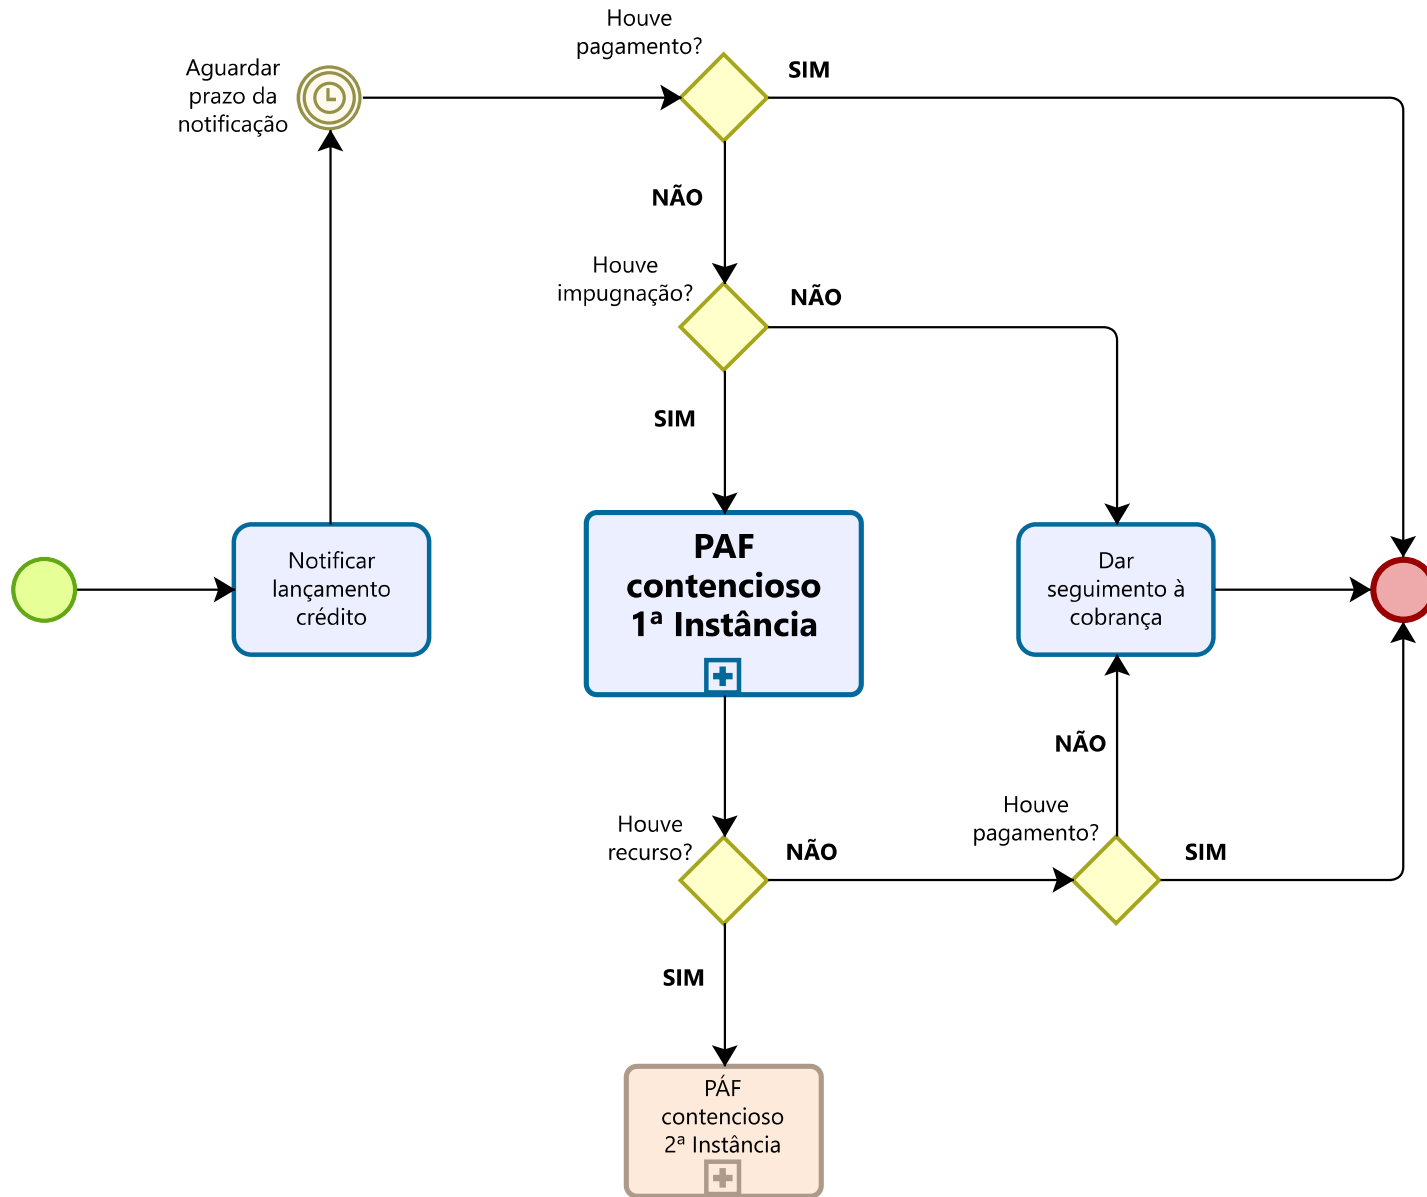 Houve
pagamento?
SIM
Aguardar
prazo da
notificação
NÃO
Houve
impugnação?
NÃO
SIM
Notificar
lançamento
crédito
PAF
contencioso
1ª Instância
Dar
seguimento à
cobrança
NÃO
Houve
pagamento?
SIM
Houve
recurso?
NÃO
SIM
PÁF
contencioso
2ª Instância